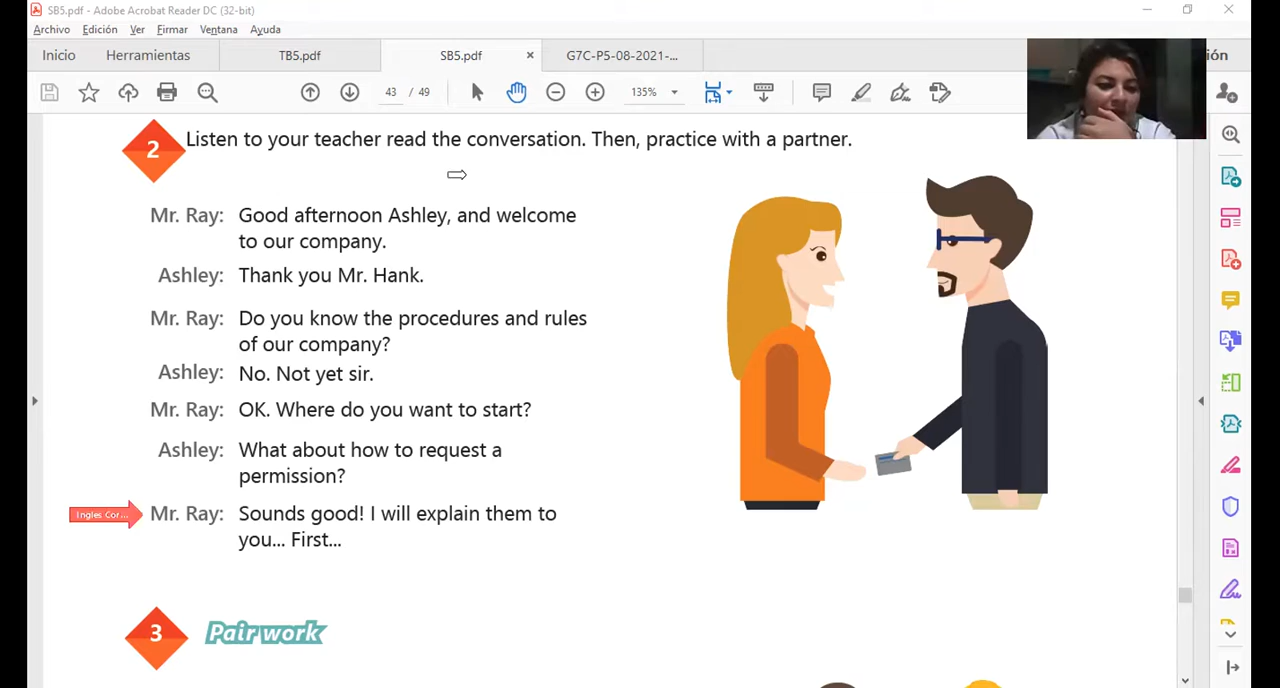 SB5.pdf - Adobe Acrobat Reader DC (32-bit)
Archivo Edición Ver Firmar Ventana Ayuda
Inicio Herramientas TB5.pdf SB5.pdf × G7C-P5-08-2021-... ión
43 / 49 135%
2 Listen to your teacher read the conversation. Then, practice with a partner.
Mr. Ray: Good afternoon Ashley, and welcome
to our company.
Ashley: Thank you Mr. Hank.
Mr. Ray: Do you know the procedures and rules
of our company?
Ashley: No. Not yet sir.
Mr. Ray: OK. Where do you want to start?
Ashley: What about how to request a
permission?
Ingles Cor... Mr. Ray: Sounds good! I will explain them to
you... First...
3 Pair work